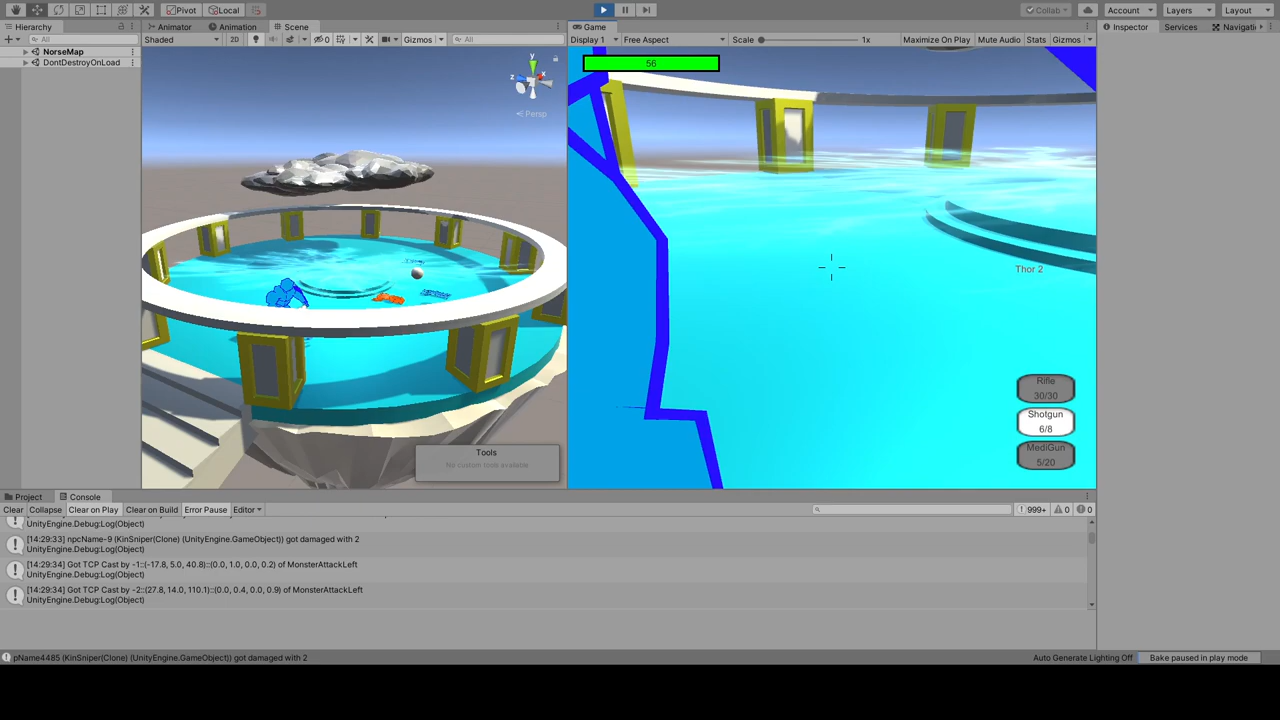 Pivot
Local
Collab
Account
Layers
Layout
Hierarchy
Animator
Animation
Scene
Game
Inspector
Services
All
Shaded
2D
0
Gizmos
All
Display 1
Free Aspect
Scale
1x
Maximize On Play
Mute Audio
Stats
Gizmos
NorseMap
DontDestroyOnLoad
y
x
z
Persp
56
Thor 2
Rifle
30/30
Shotgun
6/8
MediGun
5/20
Tools
No custom tools available
Project
Console
Clear
Collapse
Clear on Play
Clear on Build
Error Pause
Editor
999+
0
0
UnityEngine.Debug:Log(Object)
[14:29:33] npcName-9 (KinSniper(Clone) (UnityEngine.GameObject)) got damaged with 2
UnityEngine.Debug:Log(Object)
[14:29:34] Got TCP Cast by -1::(-17.8, 5.0, 40.8)::(0.0, 1.0, 0.0, 0.2) of MonsterAttackLeft
UnityEngine.Debug:Log(Object)
[14:29:34] Got TCP Cast by -2::(27.8, 14.0, 110.1)::(0.0, 0.4, 0.0, 0.9) of MonsterAttackLeft
UnityEngine.Debug:Log(Object)
pName4485 (KinSniper(Clone) (UnityEngine.GameObject)) got damaged with 2
Auto Generate Lighting Off
Bake paused in play mode